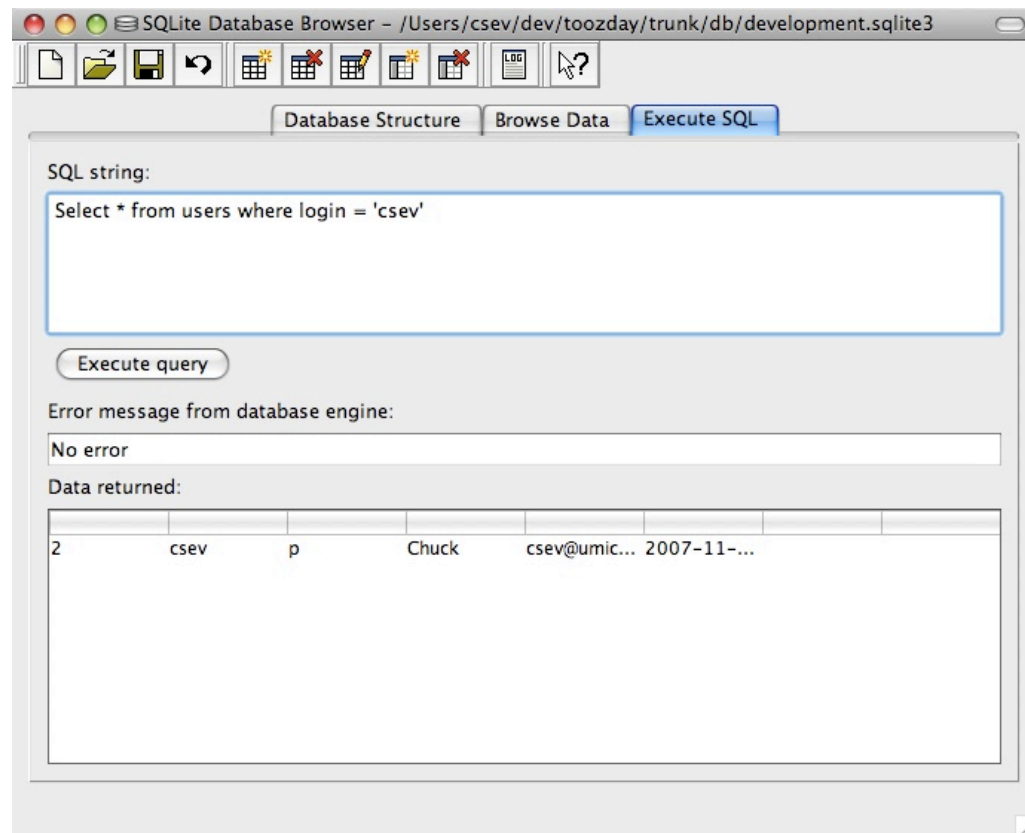 SQLite Database Browser - /Users/csev/dev/toozday/trunk/db/development.sqlite3
LOG
?
Database Structure Browse Data Execute SQL
SQL string:
Select * from users where login = 'csev'
Execute query
Error message from database engine:
No error
Data returned:
2 csev p Chuck csev@umic... 2007-11-...